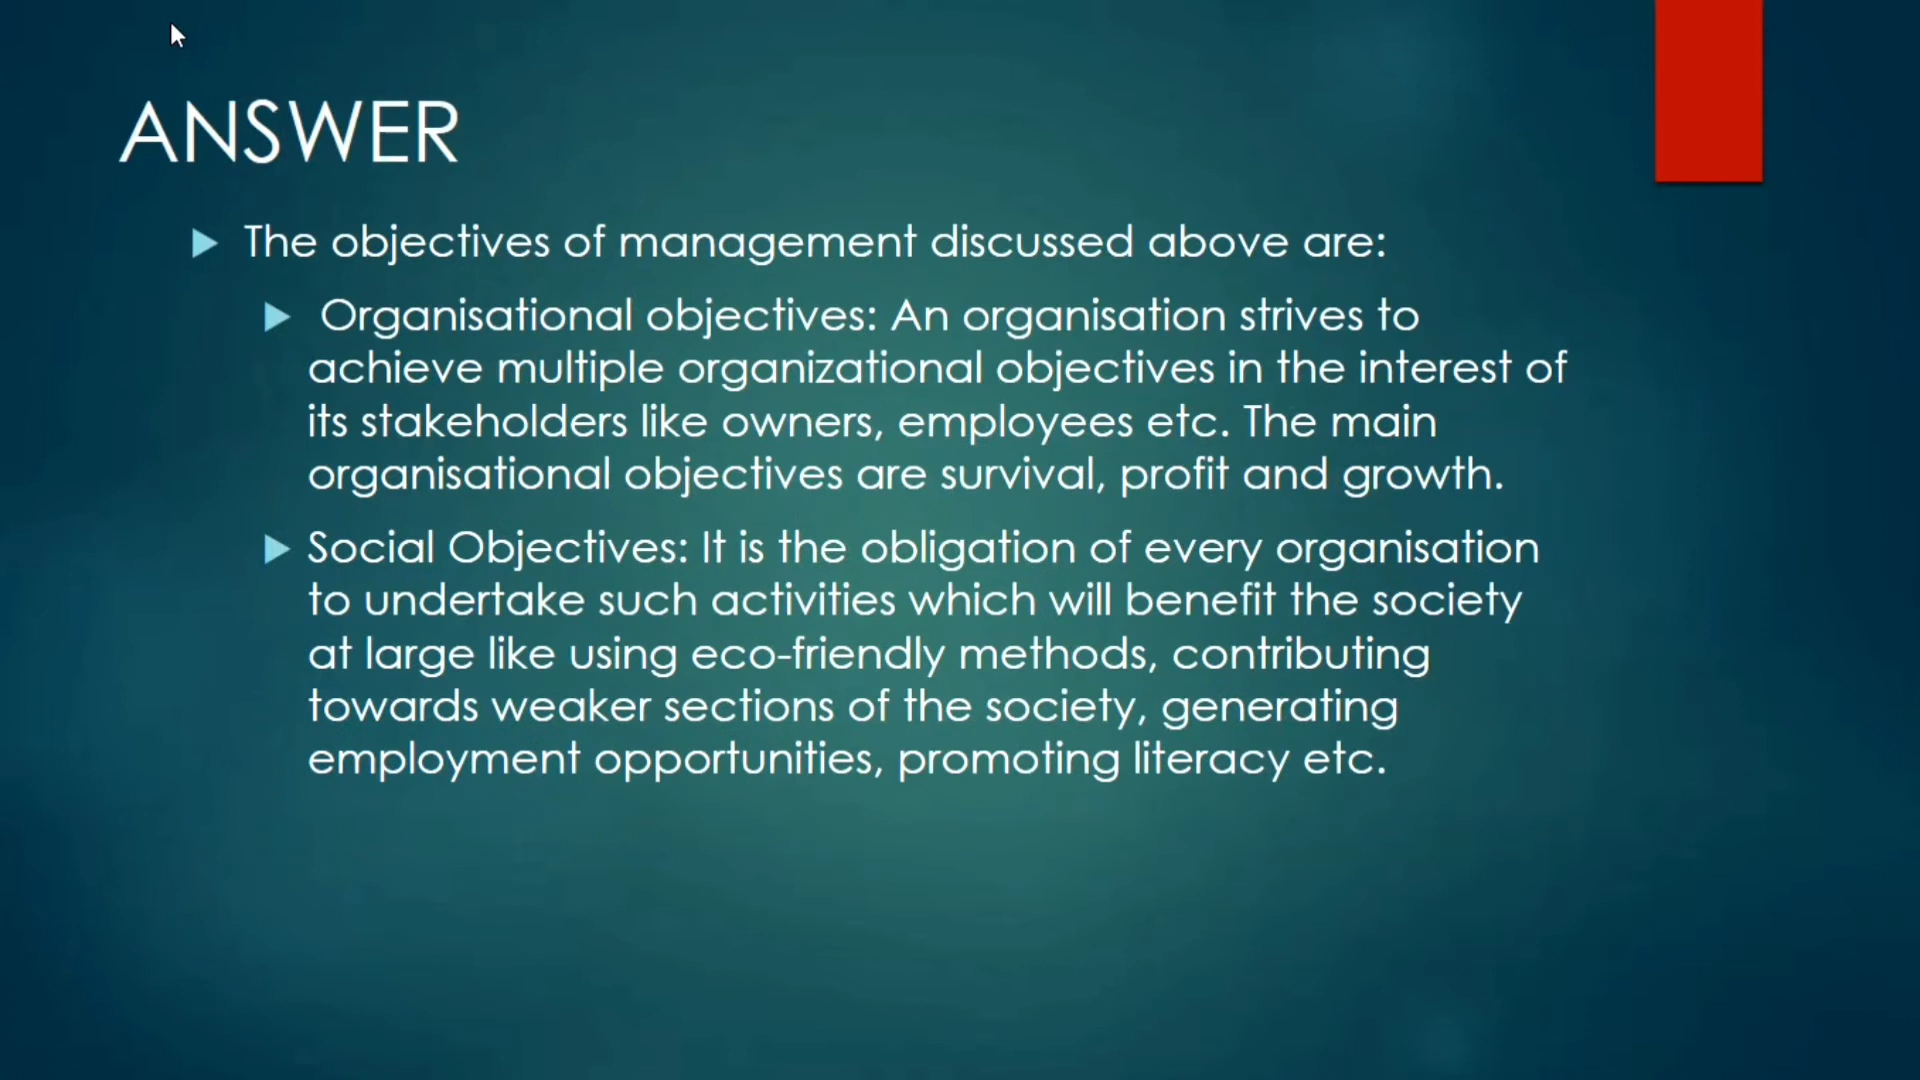 ANSWER
The objectives of management discussed above are:
Organisational objectives: An organisation strives to
achieve multiple organizational objectives in the interest of
its stakeholders like owners, employees etc. The main
organisational objectives are survival, profit and growth.
Social Objectives: It is the obligation of every organisation
to undertake such activities which will benefit the society
at large like using eco-friendly methods, contributing
towards weaker sections of the society, generating
employment opportunities, promoting literacy etc.